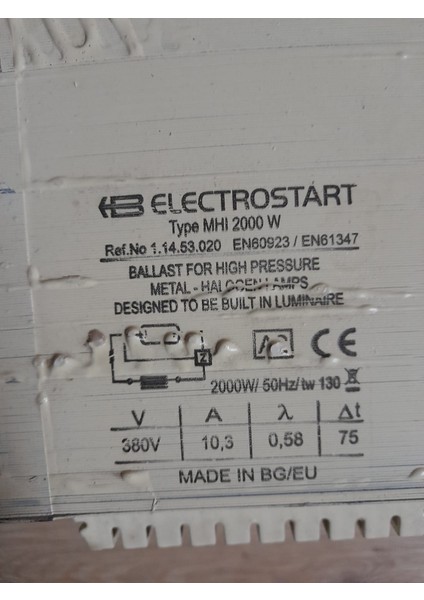 ELECTROSTART
Type MHI 2000 W
Ref.No 1.14.53.020 EN60923 / EN61347
BALLAST FOR HIGH PRESSURE
METAL - HALOGEN LAMPS
DESIGNED TO BE BUILT IN LUMINAIRE
Z
CE
2000W/ 50Hz/tw 130
V A λ Δt
380V 10,3 0,58 75
MADE IN BG/EU